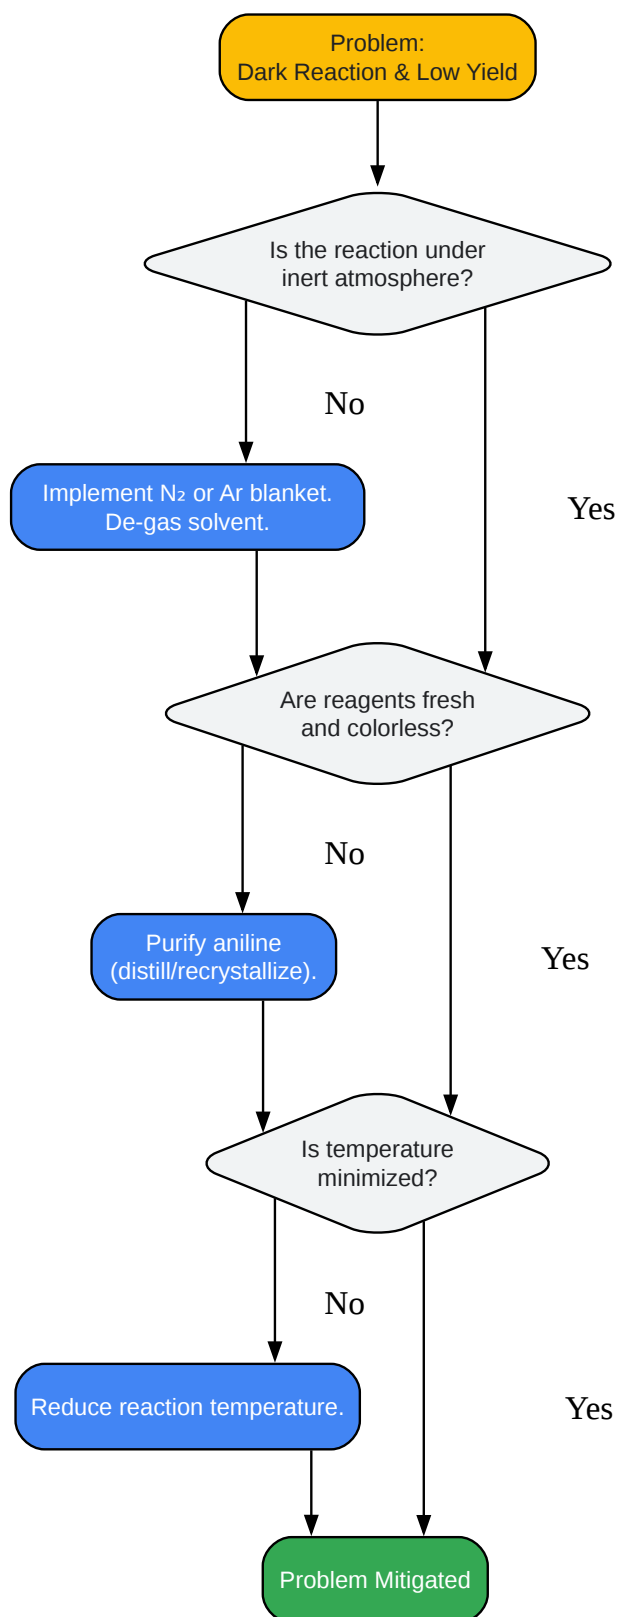 Problem:
Dark Reaction & Low Yield
Is the reaction under
inert atmosphere?
No
Implement N₂ or Ar blanket.
De-gas solvent.
Yes
Are reagents fresh
and colorless?
No
Purify aniline
(distill/recrystallize).
Yes
Is temperature
minimized?
No
Reduce reaction temperature.
Yes
Problem Mitigated